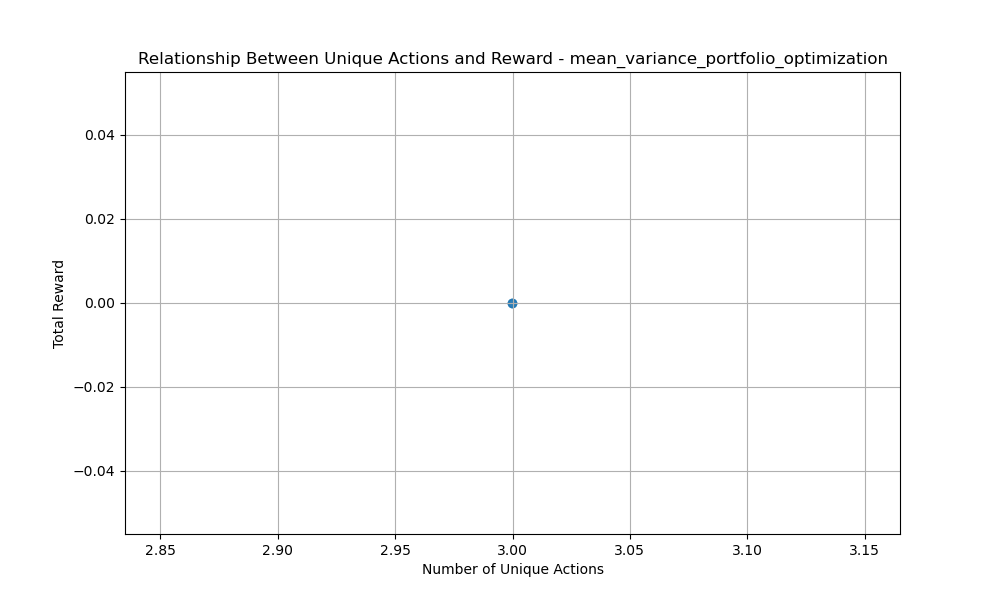 Relationship Between Unique Actions and Reward - mean_variance_portfolio_optimization
Total Reward
0.04
0.02
0.00
−0.02
−0.04
2.85 2.90 2.95 3.00 3.05 3.10 3.15
Number of Unique Actions